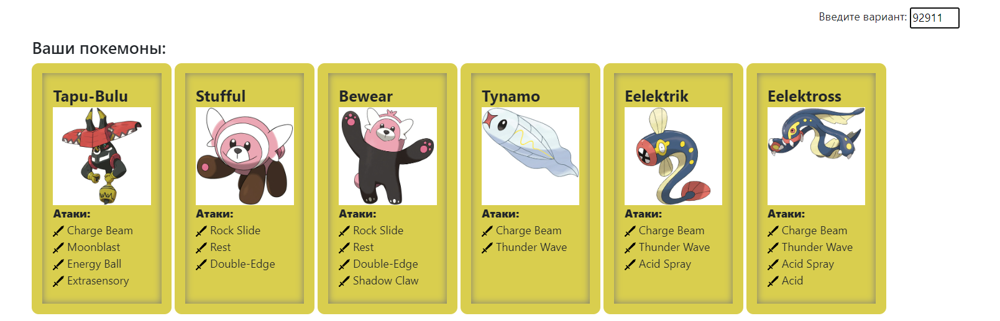 Введите вариант: 92911
Ваши покемоны:
Tapu-Bulu
Атаки:
Charge Beam
Moonblast
Energy Ball
Extrasensory
Stufful
Атаки:
Rock Slide
Rest
Double-Edge
Bewear
Атаки:
Rock Slide
Rest
Double-Edge
Shadow Claw
Tynamo
Атаки:
Charge Beam
Thunder Wave
Eelektrik
Атаки:
Charge Beam
Thunder Wave
Acid Spray
Eelektross
Атаки:
Charge Beam
Thunder Wave
Acid Spray
Acid